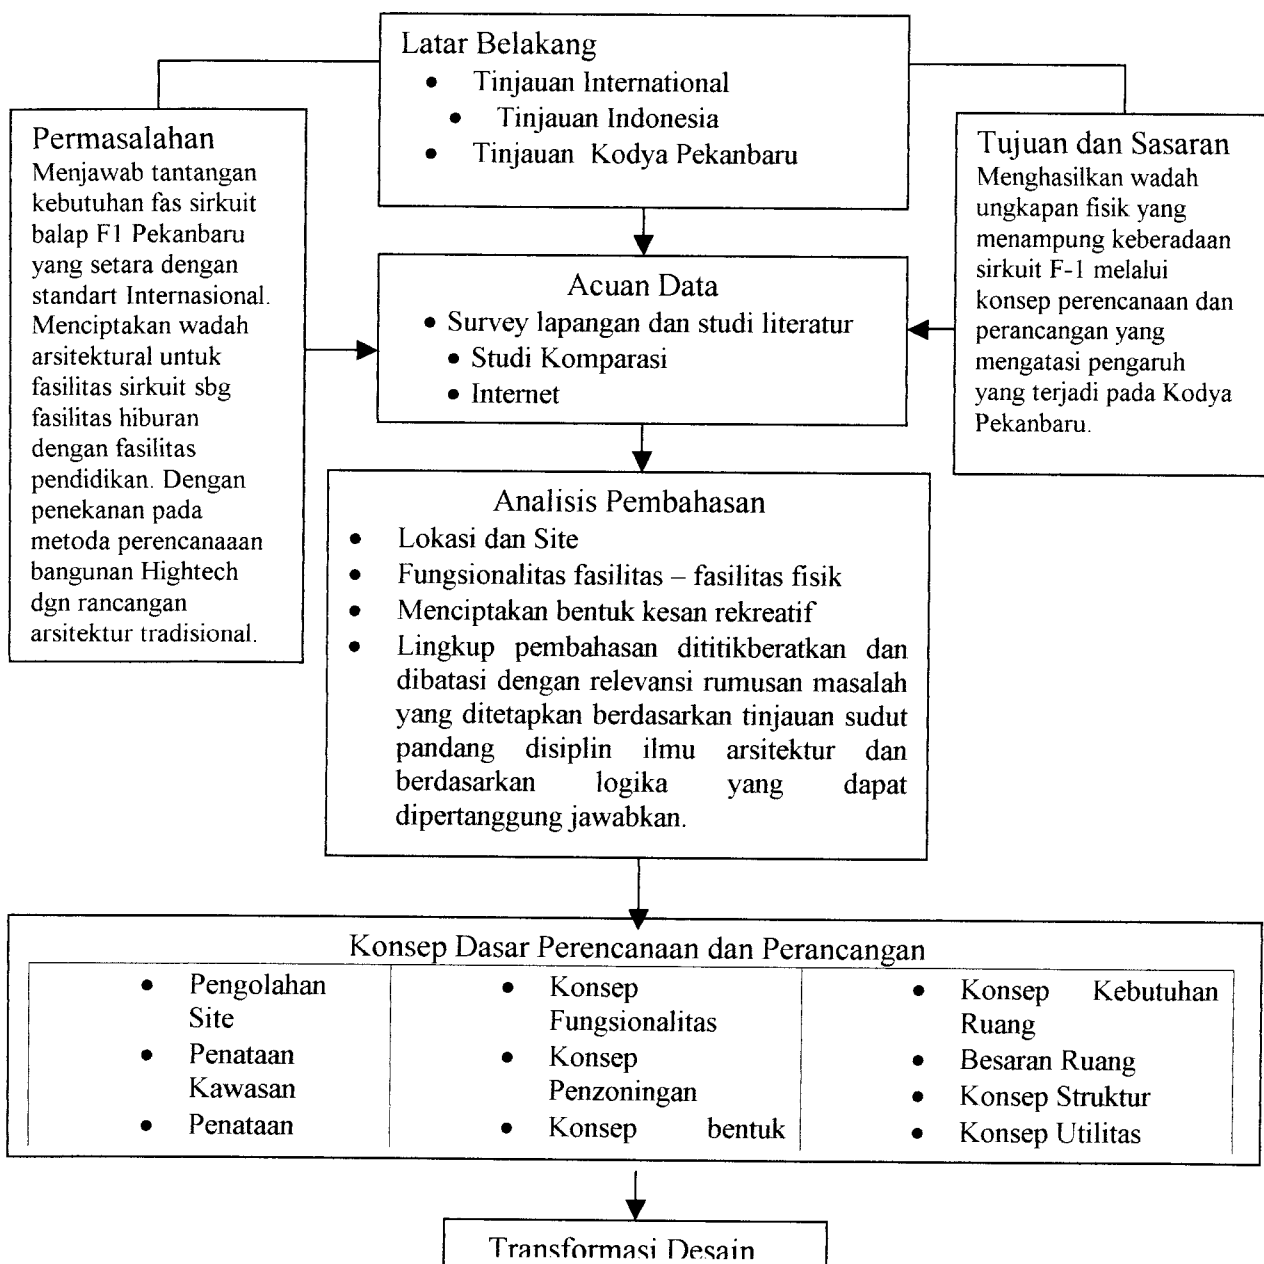 Latar Belakang
• Tinjauan International
• Tinjauan Indonesia
• Tinjauan Kodya Pekanbaru
Permasalahan
Menjawab tantangan
kebutuhan fas sirkuit
balap F1 Pekanbaru
yang setara dengan
standart Internasional.
Menciptakan wadah
arsitektural untuk
fasilitas sirkuit sbg
fasilitas hiburan
dengan fasilitas
pendidikan. Dengan
penekanan pada
metoda perencanaaan
bangunan Hightech
dgn rancangan
arsitektur tradisional.
Tujuan dan Sasaran
Menghasilkan wadah
ungkapan fisik yang
menampung keberadaan
sirkuit F-1 melalui
konsep perencanaan dan
perancangan yang
mengatasi pengaruh
yang terjadi pada Kodya
Pekanbaru.
Acuan Data
• Survey lapangan dan studi literatur
• Studi Komparasi
• Internet
Analisis Pembahasan
• Lokasi dan Site
• Fungsionalitas fasilitas – fasilitas fisik
• Menciptakan bentuk kesan rekreatif
• Lingkup pembahasan dititikberatkan dan
dibatasi dengan relevansi rumusan masalah
yang ditetapkan berdasarkan tinjauan sudut
pandang disiplin ilmu arsitektur dan
berdasarkan logika yang dapat
dipertanggung jawabkan.
Konsep Dasar Perencanaan dan Perancangan
• Pengolahan
Site
• Penataan
Kawasan
• Penataan
• Konsep
Fungsionalitas
• Konsep
Penzoningan
• Konsep bentuk
• Konsep Kebutuhan
Ruang
• Besaran Ruang
• Konsep Struktur
• Konsep Utilitas
Transformasi Desain